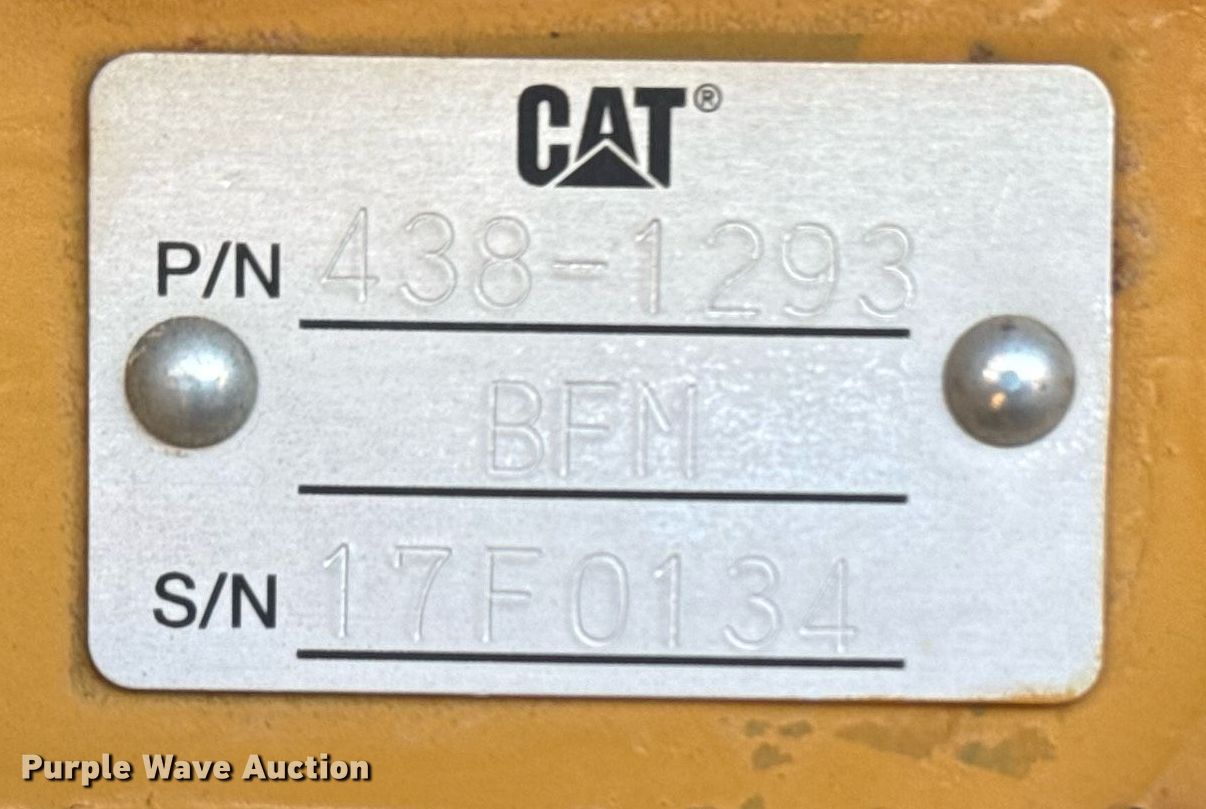 CAT®
P/N 438-1293
BFM
S/N 17F0134
Purple Wave Auction